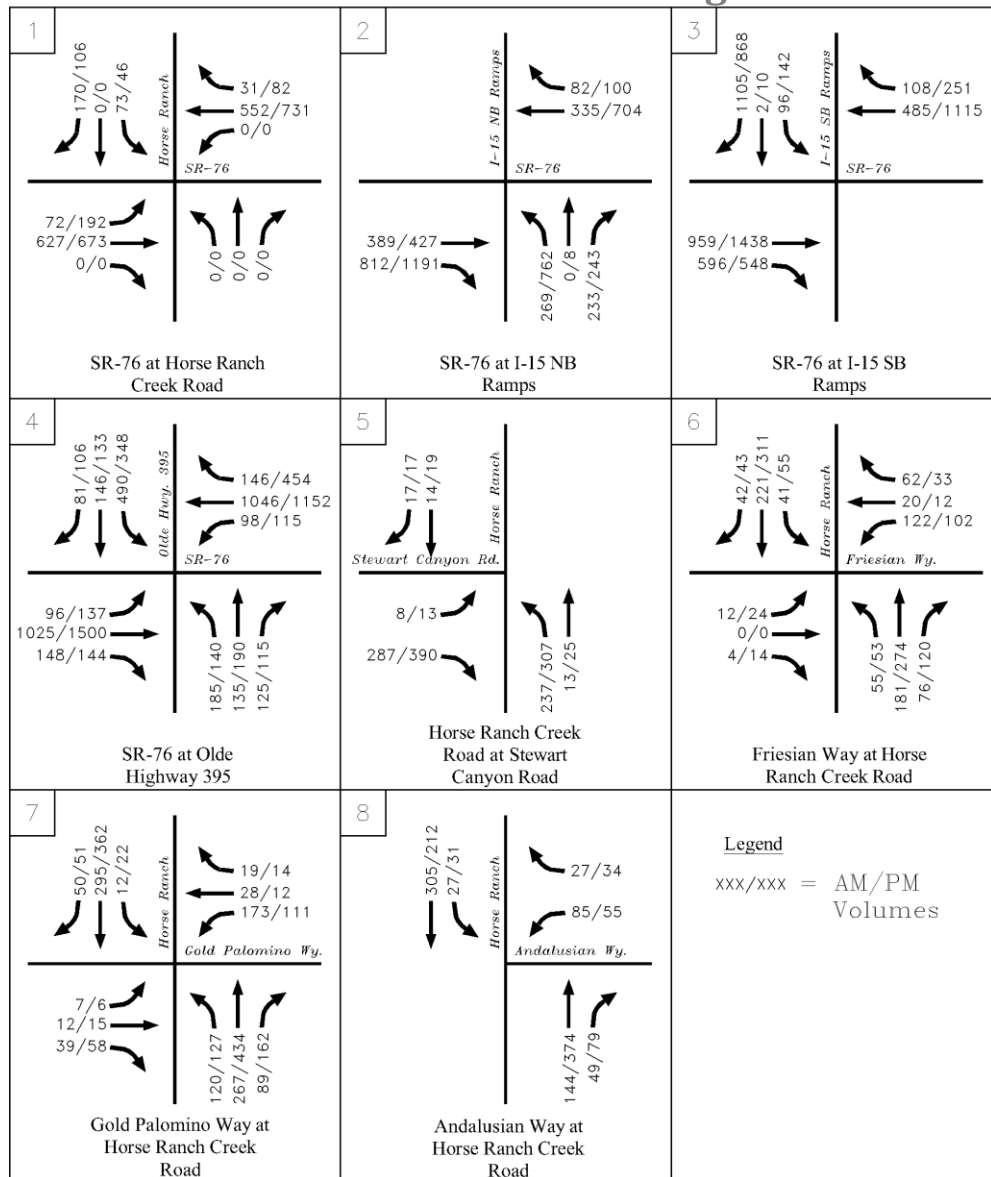 1
170/106
0/0
73/46
Horse Ranch
31/82
552/731
0/0
SR-76
72/192
627/673
0/0
0/0
0/0
0/0
SR-76 at Horse Ranch
Creek Road
2
I-15 NB Ramps
82/100
335/704
SR-76
389/427
812/1191
269/762
0/8
233/243
SR-76 at I-15 NB
Ramps
3
1105/868
2/10
96/142
I-15 SB Ramps
108/251
485/1115
SR-76
959/1438
596/548
SR-76 at I-15 SB
Ramps
4
81/106
146/133
490/348
Olde Hwy. 395
146/454
1046/1152
98/115
SR-76
96/137
1025/1500
148/144
185/140
135/190
125/115
SR-76 at Olde
Highway 395
5
17/17
14/19
Horse Ranch
Stewart Canyon Rd.
8/13
287/390
237/307
13/25
Horse Ranch Creek
Road at Stewart
Canyon Road
6
42/43
221/311
41/55
Horse Ranch
62/33
20/12
122/102
Friesian Wy.
12/24
0/0
4/14
55/53
181/274
76/120
Friesian Way at Horse
Ranch Creek Road
7
50/51
295/362
12/22
Horse Ranch
19/14
28/12
173/111
Gold Palomino Wy.
7/6
12/15
39/58
120/127
267/434
89/162
Gold Palomino Way at
Horse Ranch Creek
Road
8
305/212
27/31
Horse Ranch
27/34
85/55
Andalusian Wy.
144/374
49/79
Andalusian Way at
Horse Ranch Creek
Road
Legend
xxx/xxx = AM/PM
Volumes